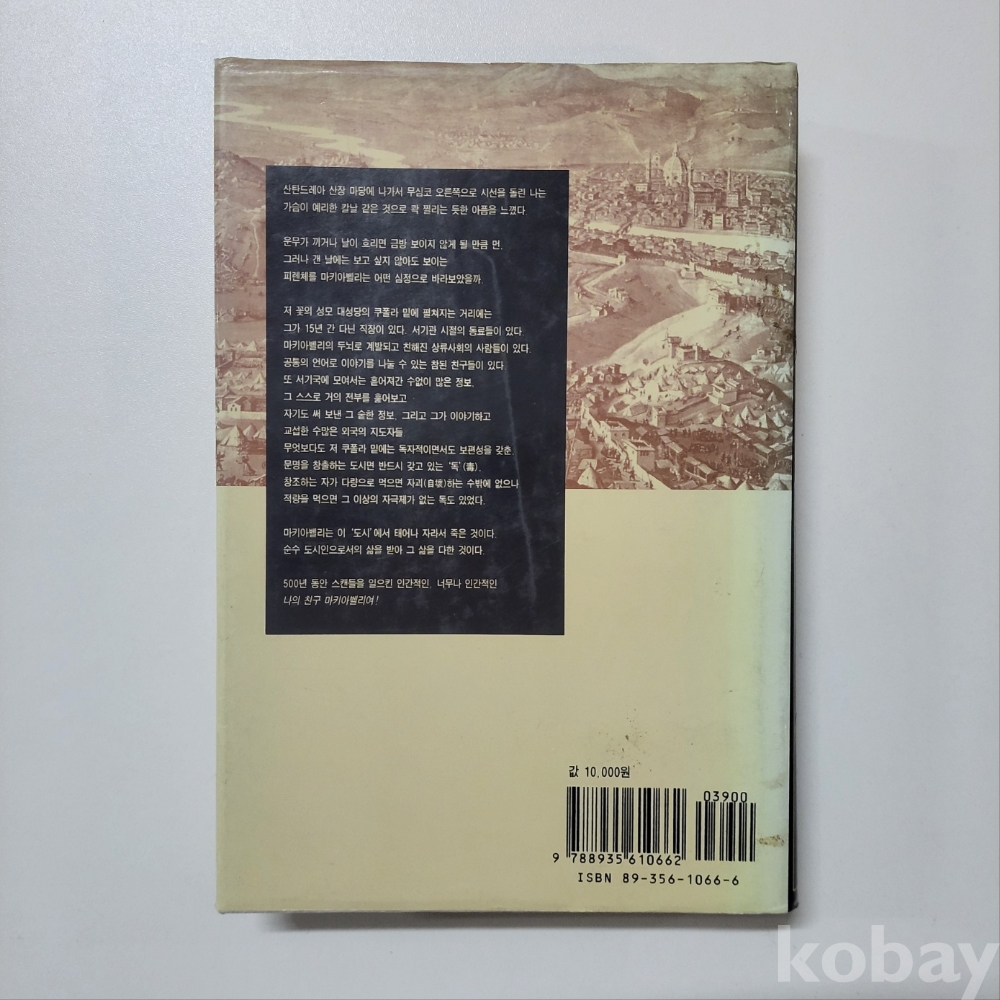 산탄드레아 산장 마당에 나가서 무심코 오른쪽으로 시선을 돌린 나는
가슴이 예리한 칼날 같은 것으로 콱 찔리는 듯한 아픔을 느꼈다
운무가 끼거나 날이 흐리면 금방 보이지 않게 될 만큼 먼,
그러나 갠 날에는 보고 싶지 않아도 보이는
피렌체를 마키아벨리는 어떤 심정으로 바라보았을까
저 꽃의 성모 대성당의 쿠폴라 밑에 펼쳐지는 거리에는
그가 15년 간 다닌 직장이 있다. 서기관 시절의 동료들이 있다.
마키아벨리의 두뇌로 계발되고 친해진 상류사회의 사람들이 있다.
공통의 언어로 이야기를 나눌 수 있는 참된 친구들이 있다
또 서기국에 모여서는 흩어져간 수없이 많은 정보,
그 스스로 거의 전부를 훑어보고
자기도 써 보낸 그 숱한 정보, 그리고 그가 이야기하고
교섭한 수많은 외국의 지도자들
무엇보다도 저 쿠폴라 밑에는 독자적이면서도 보편성을 갖춘
문명을 창출하는 도시면 반드시 갖고 있는 '독'(毒),
창조하는 자가 다량으로 먹으면 자괴(自壞)하는 수밖에 없으나
적량을 먹으면 그 이상의 자극제가 없는 독도 있었다.
마키아벨리는 이 '도시'에서 태어나 자라서 죽은 것이다.
순수 도시인으로서의 삶을 받아 그 삶을 다한 것이다
500년 동안 스캔들을 일으킨 인간적인, 너무나 인간적인
나의 친구 마키아벨리여!
값 10,000원
03900
9 788935 610662
ISBN 89-356-1066-6
kobay